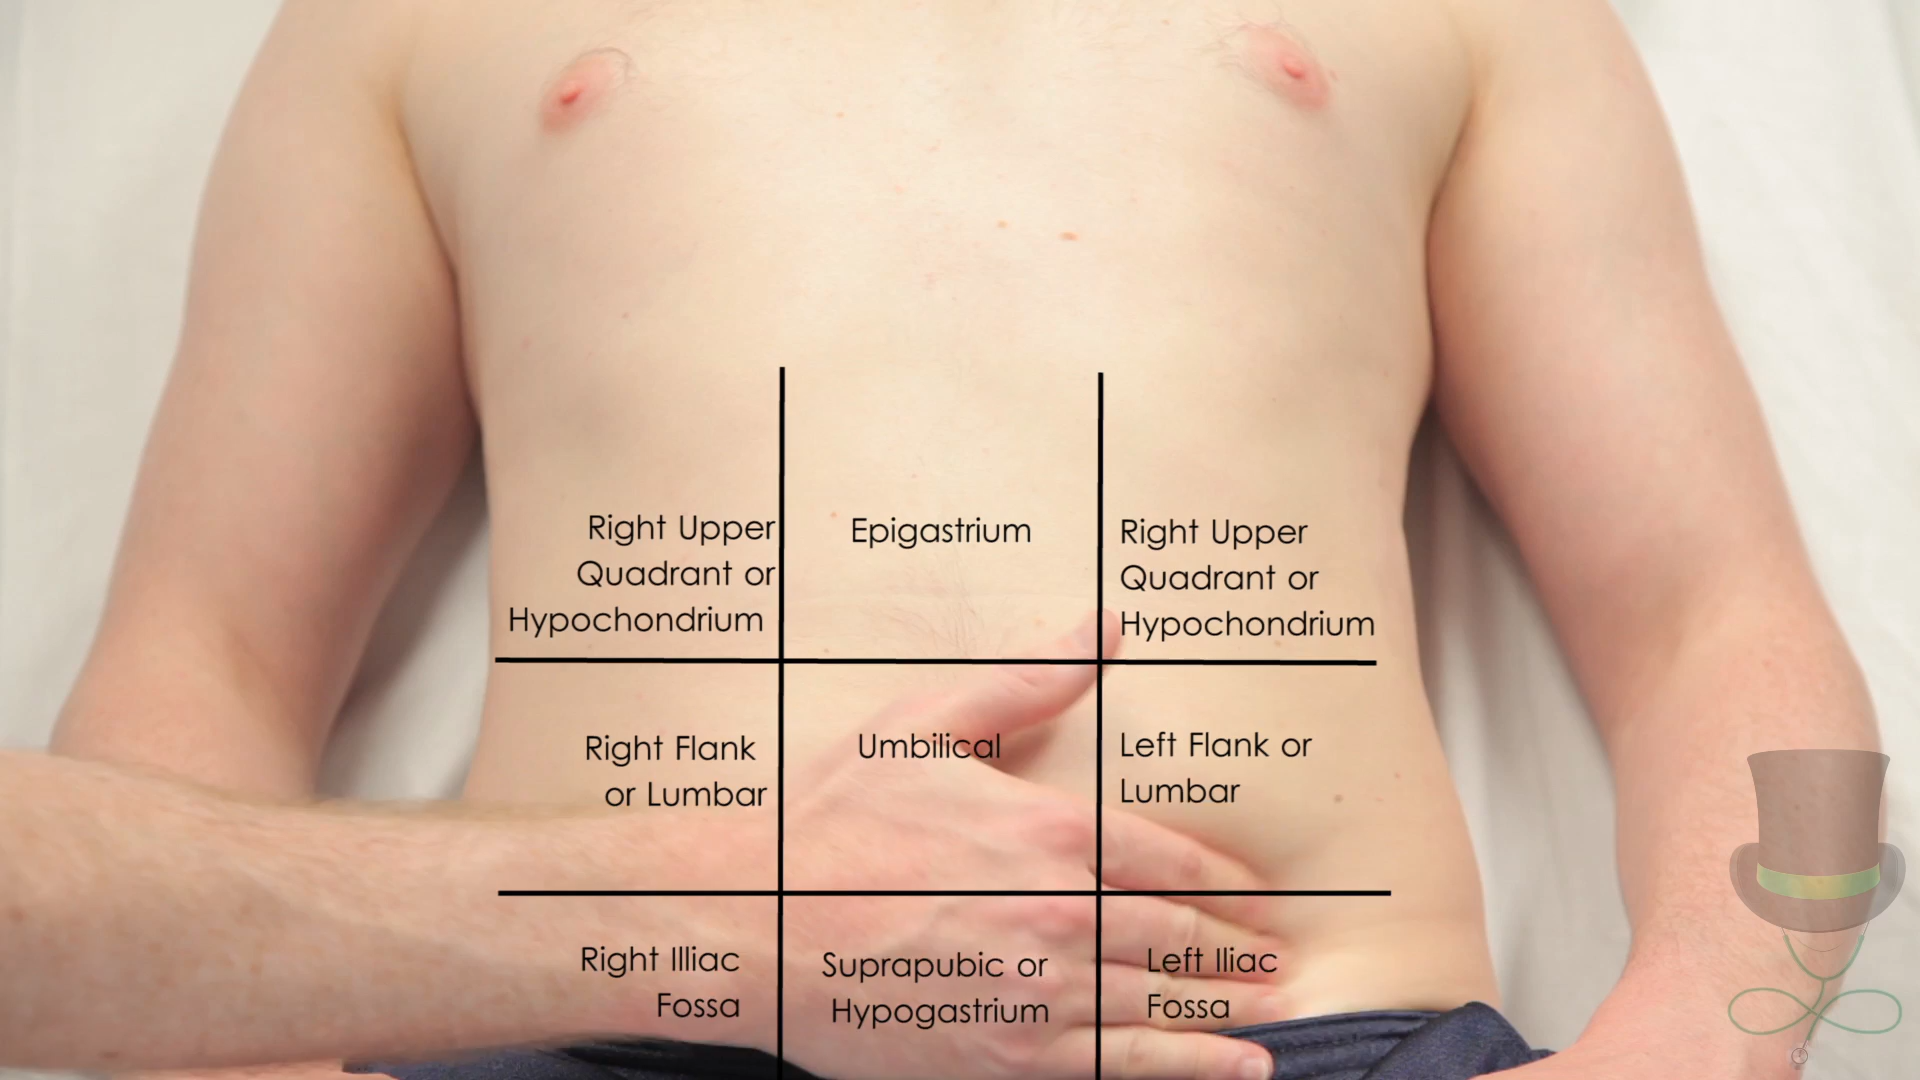 Right Upper
Quadrant or
Hypochondrium
Epigastrium
Right Upper
Quadrant or
Hypochondrium
Right Flank
or Lumbar
Umbilical
Left Flank or
Lumbar
Right Illiac
Fossa
Suprapubic or
Hypogastrium
Left Iliac
Fossa